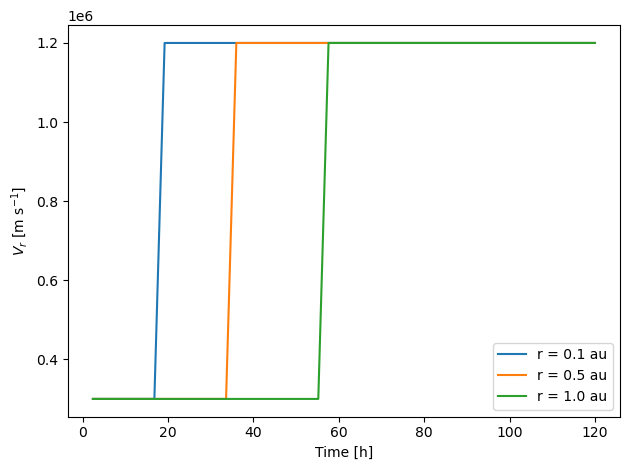 1e6
1.2
1.0
0.8
0.6
0.4
V_r [m s⁻¹]
0 20 40 60 80 100 120
Time [h]
r = 0.1 au
r = 0.5 au
r = 1.0 au